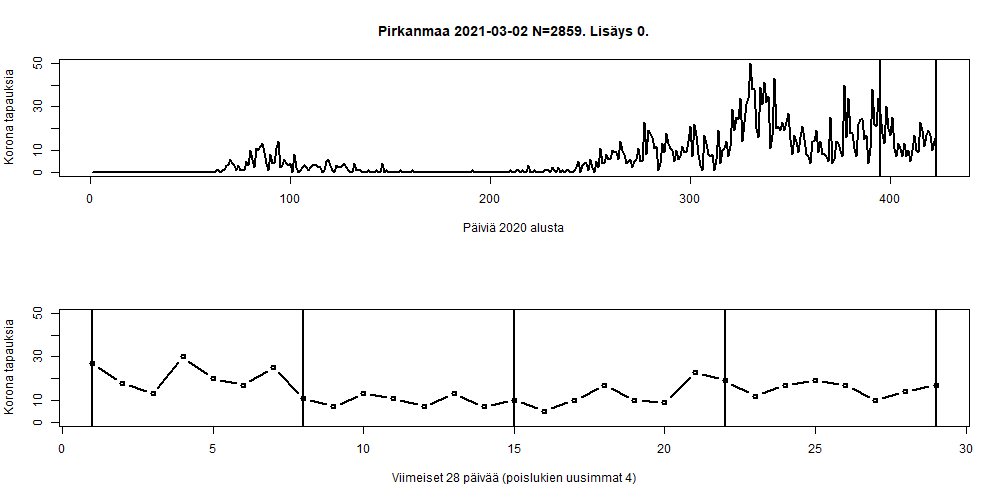 Pirkanmaa 2021-03-02 N=2859. Lisäys 0.
Korona tapauksia
0 10 30 50
0 100 200 300 400
Päiviä 2020 alusta
Korona tapauksia
0 10 30 50
0 5 10 15 20 25 30
Viimeiset 28 päivää (poislukien uusimmat 4)